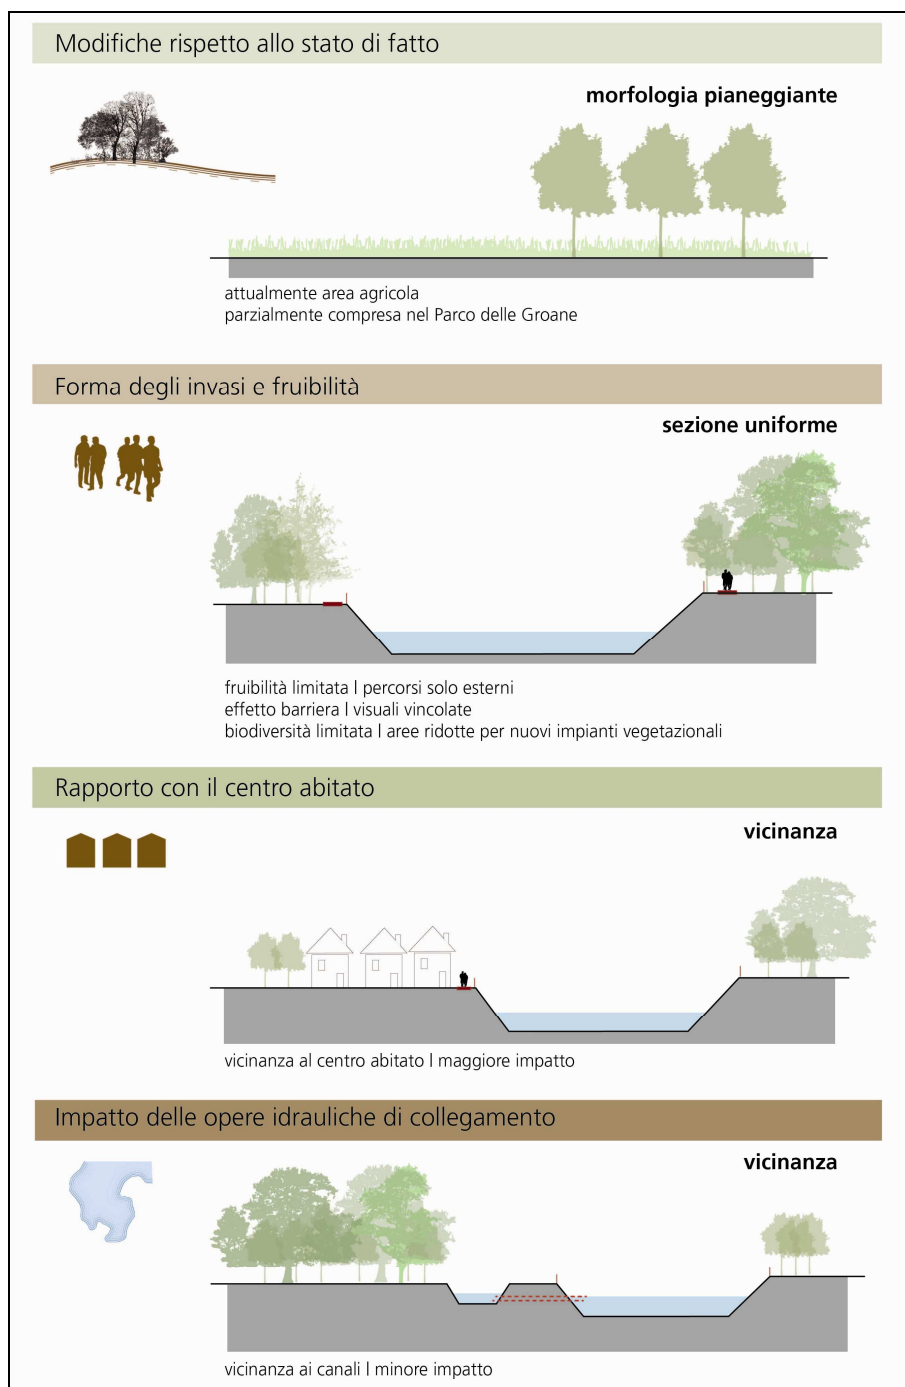 Modifiche rispetto allo stato di fatto
morfologia pianeggiante
attualmente area agricola
parzialmente compresa nel Parco delle Groane
Forma degli invasi e fruibilità
sezione uniforme
fruibilità limitata l percorsi solo esterni
effetto barriera l visuali vincolate
biodiversità limitata l aree ridotte per nuovi impianti vegetazionali
Rapporto con il centro abitato
vicinanza
vicinanza al centro abitato l maggiore impatto
Impatto delle opere idrauliche di collegamento
vicinanza
vicinanza ai canali l minore impatto